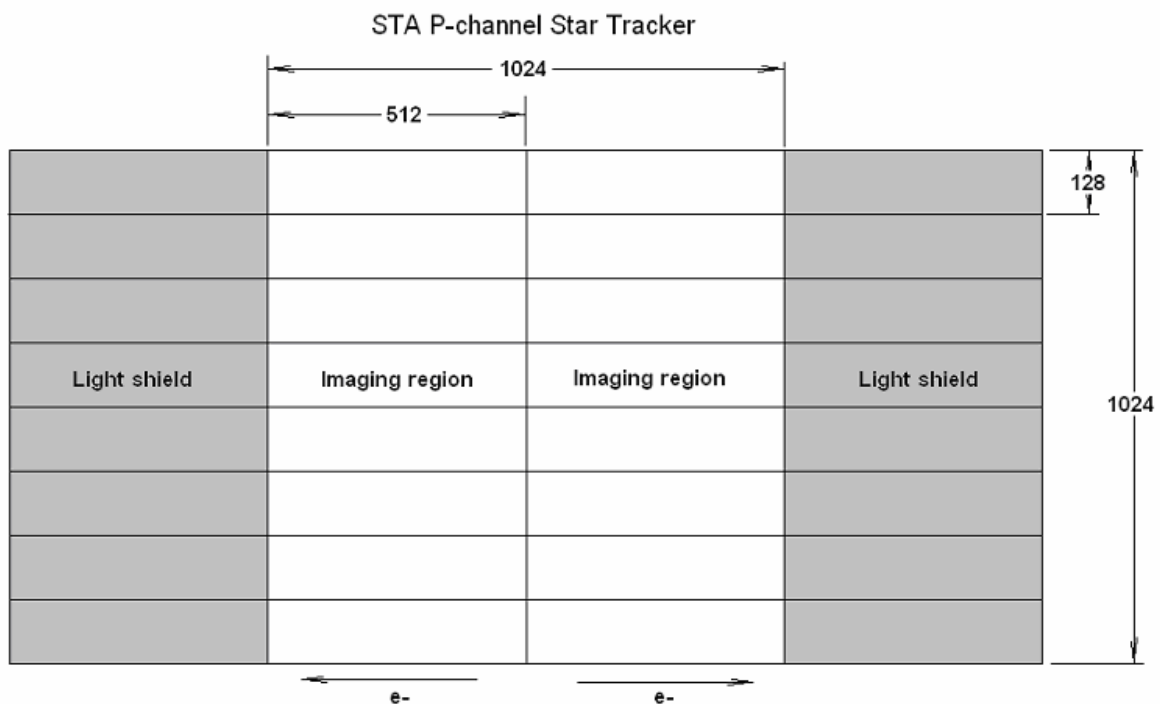 STA P-channel Star Tracker
1024
512
128
Light shield
Imaging region
Imaging region
Light shield
1024
e-
e-